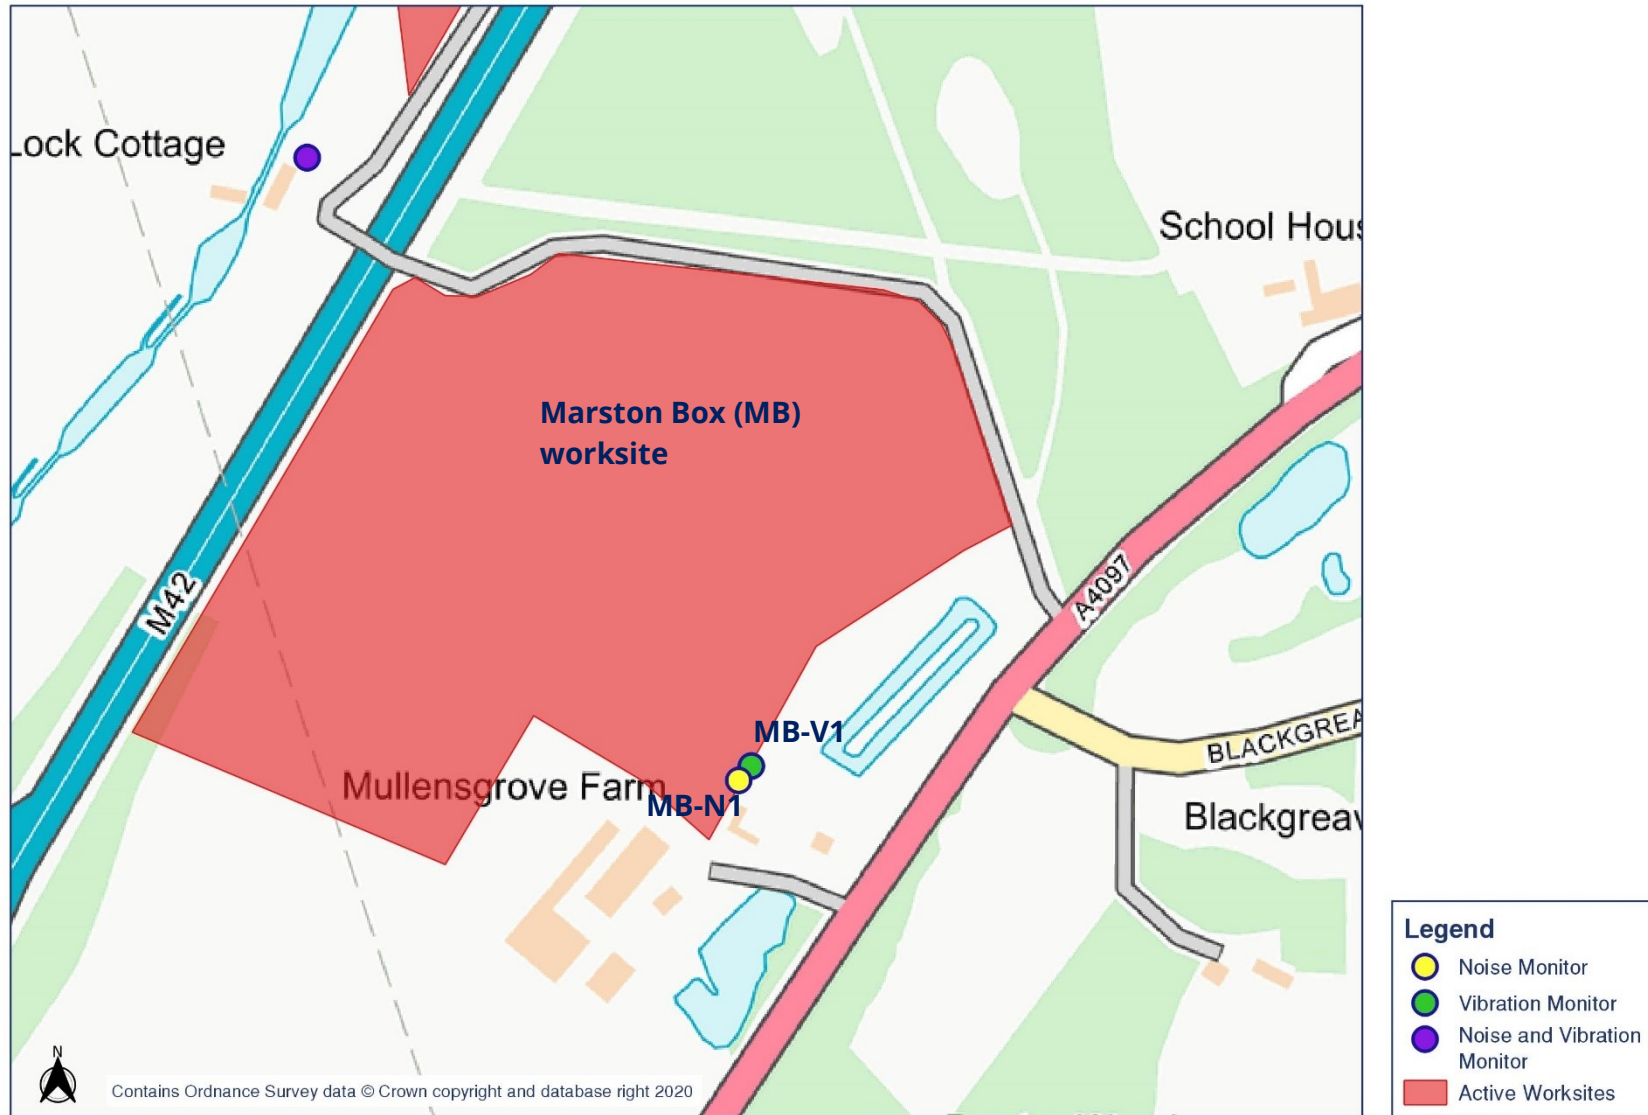 Lock Cottage
School Hous
Marston Box (MB)
worksite
M42
A4097
MB-V1
BLACKGREA
Mullensgrove Farm
MB-N1
Blackgreav
N
Contains Ordnance Survey data © Crown copyright and database right 2020
Legend
Noise Monitor
Vibration Monitor
Noise and Vibration
Monitor
Active Worksites